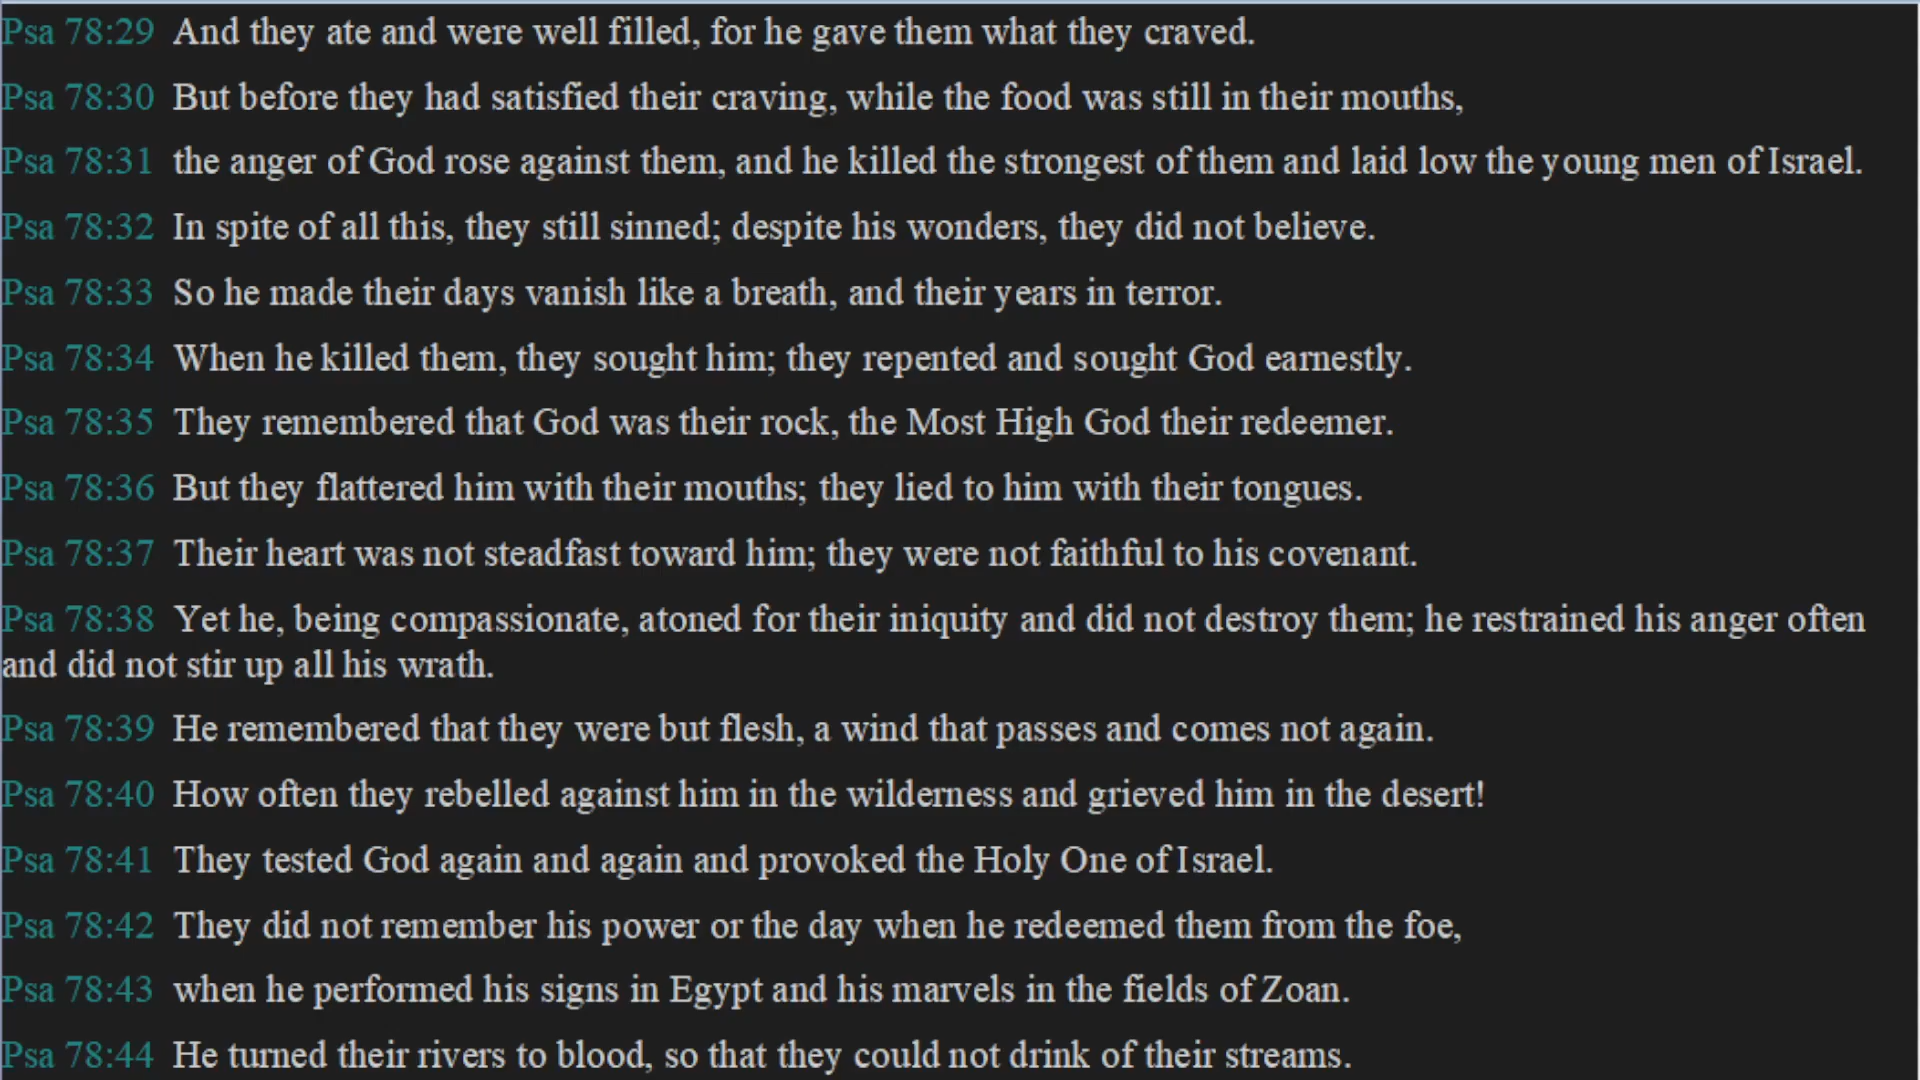 Psa 78:29 And they ate and were well filled, for he gave them what they craved.
Psa 78:30 But before they had satisfied their craving, while the food was still in their mouths,
Psa 78:31 the anger of God rose against them, and he killed the strongest of them and laid low the young men of Israel.
Psa 78:32 In spite of all this, they still sinned; despite his wonders, they did not believe.
Psa 78:33 So he made their days vanish like a breath, and their years in terror.
Psa 78:34 When he killed them, they sought him; they repented and sought God earnestly.
Psa 78:35 They remembered that God was their rock, the Most High God their redeemer.
Psa 78:36 But they flattered him with their mouths; they lied to him with their tongues.
Psa 78:37 Their heart was not steadfast toward him; they were not faithful to his covenant.
Psa 78:38 Yet he, being compassionate, atoned for their iniquity and did not destroy them; he restrained his anger often
and did not stir up all his wrath.
Psa 78:39 He remembered that they were but flesh, a wind that passes and comes not again.
Psa 78:40 How often they rebelled against him in the wilderness and grieved him in the desert!
Psa 78:41 They tested God again and again and provoked the Holy One of Israel.
Psa 78:42 They did not remember his power or the day when he redeemed them from the foe,
Psa 78:43 when he performed his signs in Egypt and his marvels in the fields of Zoan.
Psa 78:44 He turned their rivers to blood, so that they could not drink of their streams.